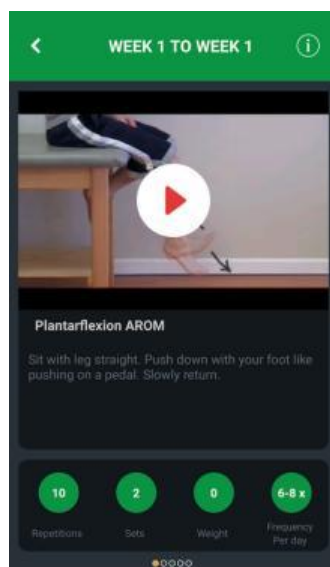 WEEK 1 TO WEEK 1
i
Plantarflexion AROM
Sit with leg straight. Push down with your foot like
pushing on a pedal. Slowly return.
10
2
0
6-8 x
Repetitions
Sets
Weight
Frequency
Per day